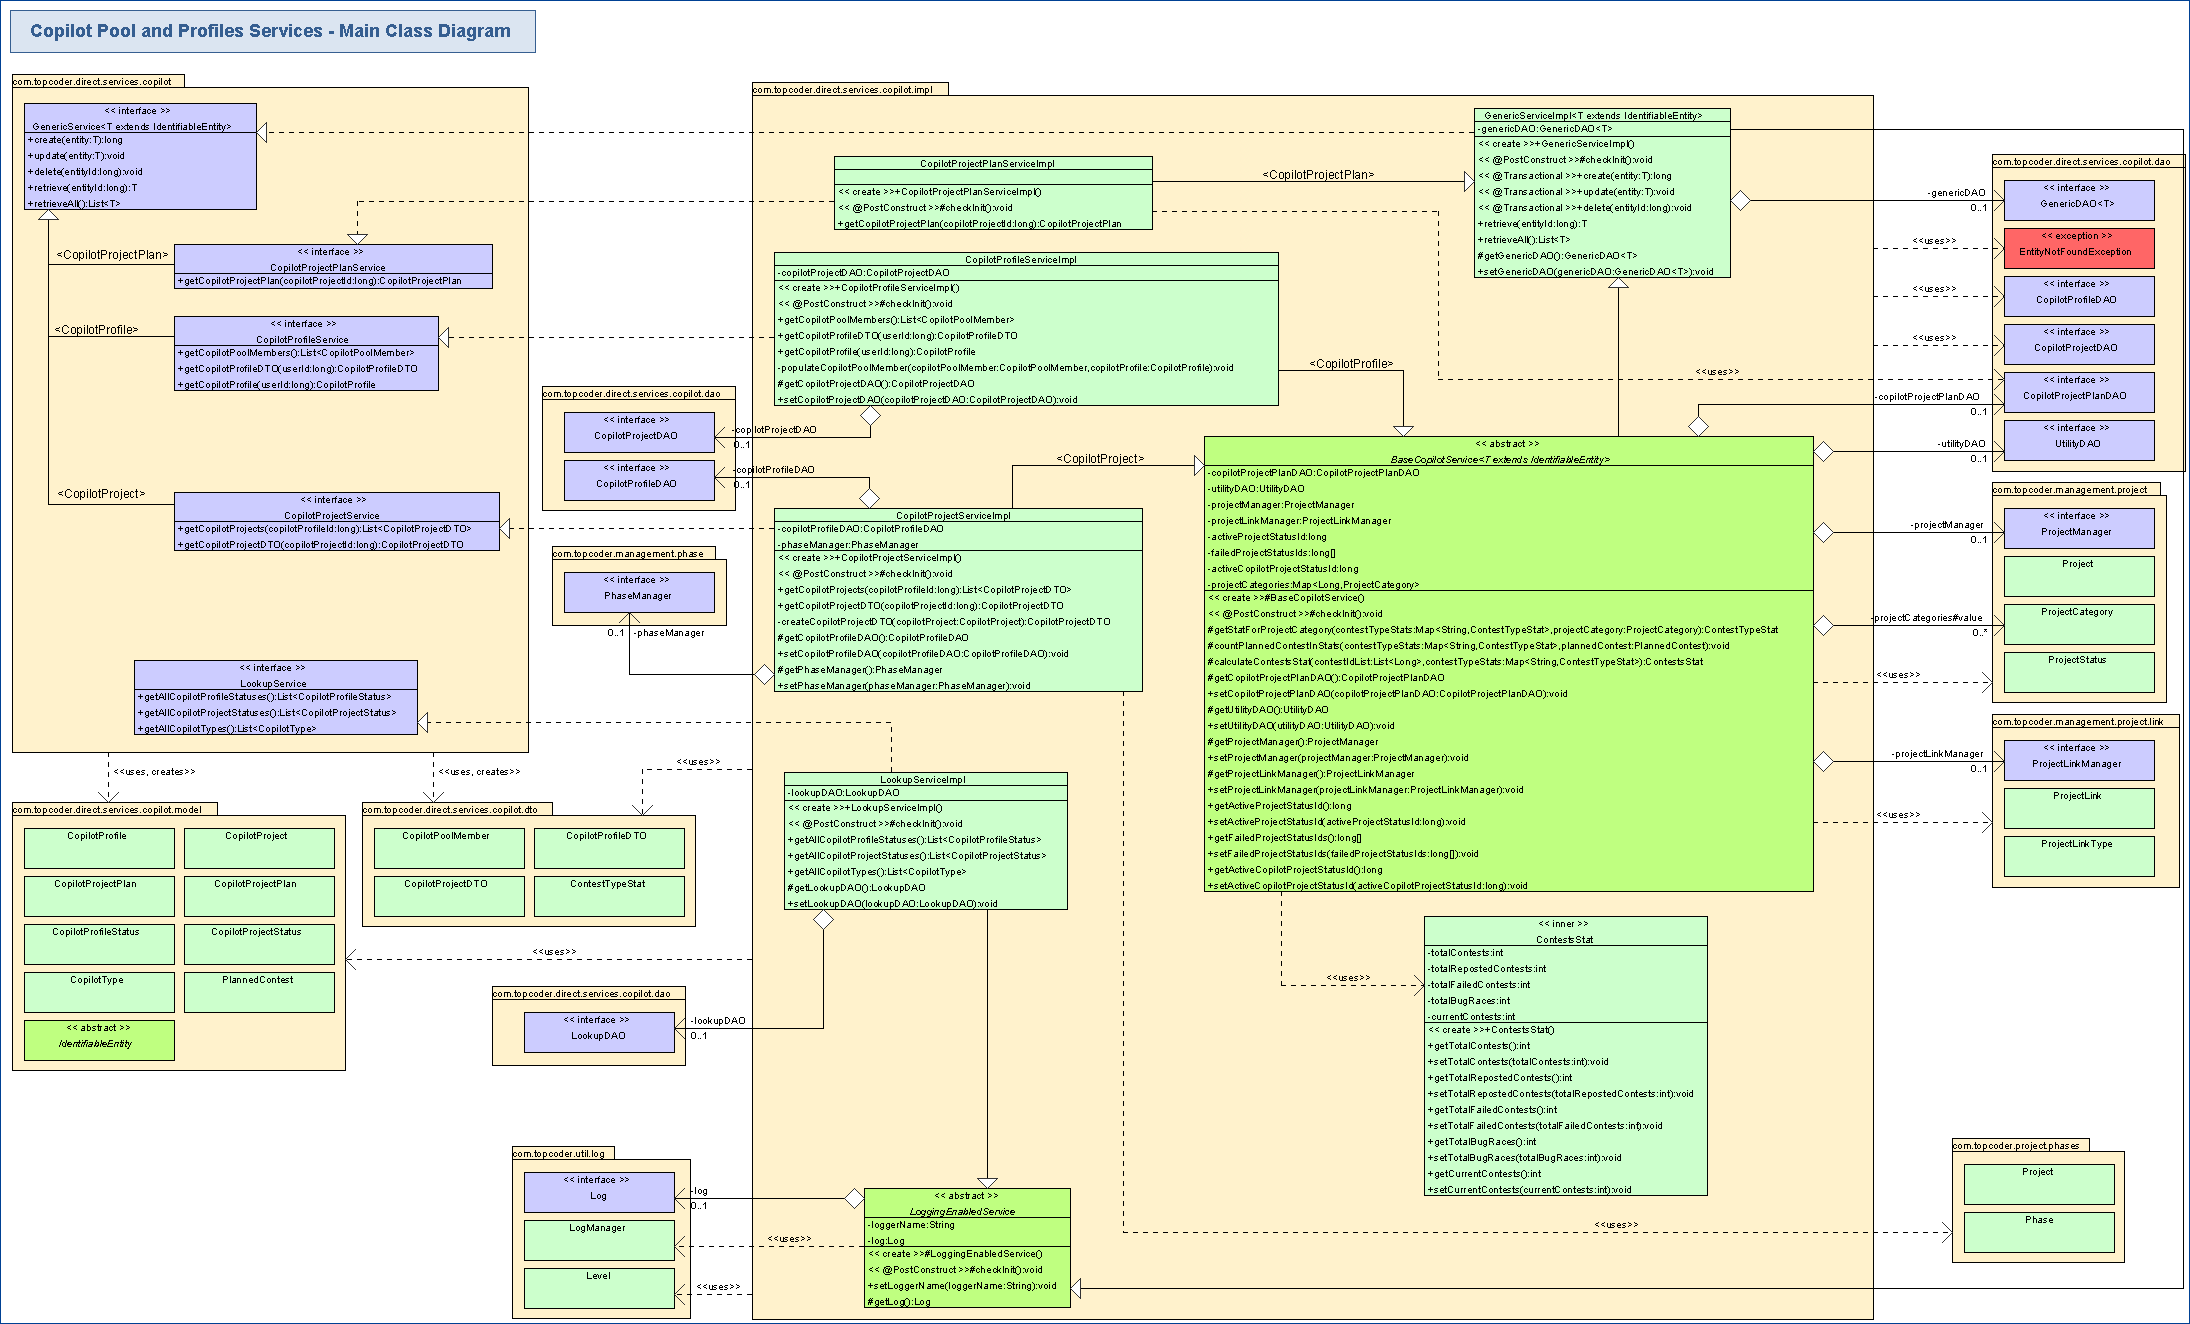 Copilot Pool and Profiles Services - Main Class Diagram
com.topcoder.direct.services.copilot
<< interface >>
GenericService<T extends IdentifiableEntity>
+create(entity:T):long
+update(entity:T):void
+delete(entityId:long):void
+retrieve(entityId:long):T
+retrieveAll():List<T>
<CopilotProjectPlan>
<< interface >>
CopilotProjectPlanService
+getCopilotProjectPlan(copilotProjectId:long):CopilotProjectPlan
<CopilotProfile>
<< interface >>
CopilotProfileService
+getCopilotPoolMembers():List<CopilotPoolMember>
+getCopilotProfileDTO(userId:long):CopilotProfileDTO
+getCopilotProfile(userId:long):CopilotProfile
<CopilotProject>
<< interface >>
CopilotProjectService
+getCopilotProjects(copilotProfileId:long):List<CopilotProjectDTO>
+getCopilotProjectDTO(copilotProjectId:long):CopilotProjectDTO
<< interface >>
LookupService
+getAllCopilotProfileStatuses():List<CopilotProfileStatus>
+getAllCopilotProjectStatuses():List<CopilotProjectStatus>
+getAllCopilotTypes():List<CopilotType>
<<uses, creates>>
<<uses, creates>>
com.topcoder.direct.services.copilot.model
CopilotProfile
CopilotProject
CopilotProjectPlan
CopilotProjectPlan
CopilotProfileStatus
CopilotProjectStatus
CopilotType
PlannedContest
<< abstract >>
IdentifiableEntity
com.topcoder.direct.services.copilot.dto
CopilotPoolMember
CopilotProfileDTO
CopilotProjectDTO
ContestTypeStat
<<uses>>
<<uses>>
com.topcoder.direct.services.copilot.dao
<< interface >>
CopilotProjectDAO
<< interface >>
CopilotProfileDAO
-copilotProjectDAO
0..1
-copilotProfileDAO
0..1
com.topcoder.management.phase
<< interface >>
PhaseManager
0..1
-phaseManager
com.topcoder.direct.services.copilot.dao
<< interface >>
LookupDAO
-lookupDAO
0..1
com.topcoder.util.log
<< interface >>
Log
LogManager
Level
-log
0..1
<<uses>>
<<uses>>
com.topcoder.direct.services.copilot.impl
CopilotProjectPlanServiceImpl
<< create >>+CopilotProjectPlanServiceImpl()
<< @PostConstruct >>#checkInit():void
+getCopilotProjectPlan(copilotProjectId:long):CopilotProjectPlan
<CopilotProjectPlan>
GenericServiceImpl<T extends IdentifiableEntity>
-genericDAO:GenericDAO<T>
<< create >>+GenericServiceImpl()
<< @PostConstruct >>#checkInit():void
<< @Transactional >>+create(entity:T):long
<< @Transactional >>+update(entity:T):void
<< @Transactional >>+delete(entityId:long):void
+retrieve(entityId:long):T
+retrieveAll():List<T>
#getGenericDAO():GenericDAO<T>
+setGenericDAO(genericDAO:GenericDAO<T>):void
CopilotProfileServiceImpl
-copilotProjectDAO:CopilotProjectDAO
<< create >>+CopilotProfileServiceImpl()
<< @PostConstruct >>#checkInit():void
+getCopilotPoolMembers():List<CopilotPoolMember>
+getCopilotProfileDTO(userId:long):CopilotProfileDTO
+getCopilotProfile(userId:long):CopilotProfile
-populateCopilotPoolMember(copilotPoolMember:CopilotPoolMember,copilotProfile:CopilotProfile):void
#getCopilotProjectDAO():CopilotProjectDAO
+setCopilotProjectDAO(copilotProjectDAO:CopilotProjectDAO):void
<CopilotProfile>
<CopilotProject>
CopilotProjectServiceImpl
-copilotProfileDAO:CopilotProfileDAO
-phaseManager:PhaseManager
<< create >>+CopilotProjectServiceImpl()
<< @PostConstruct >>#checkInit():void
+getCopilotProjects(copilotProfileId:long):List<CopilotProjectDTO>
+getCopilotProjectDTO(copilotProjectId:long):CopilotProjectDTO
-createCopilotProjectDTO(copilotProject:CopilotProject):CopilotProjectDTO
#getCopilotProfileDAO():CopilotProfileDAO
+setCopilotProfileDAO(copilotProfileDAO:CopilotProfileDAO):void
#getPhaseManager():PhaseManager
+setPhaseManager(phaseManager:PhaseManager):void
LookupServiceImpl
-lookupDAO:LookupDAO
<< create >>+LookupServiceImpl()
<< @PostConstruct >>#checkInit():void
+getAllCopilotProfileStatuses():List<CopilotProfileStatus>
+getAllCopilotProjectStatuses():List<CopilotProjectStatus>
+getAllCopilotTypes():List<CopilotType>
#getLookupDAO():LookupDAO
+setLookupDAO(lookupDAO:LookupDAO):void
<< abstract >>
LoggingEnabledService
-loggerName:String
-log:Log
<< create >>#LoggingEnabledService()
<< @PostConstruct >>#checkInit():void
+setLoggerName(loggerName:String):void
#getLog():Log
<< abstract >>
BaseCopilotService<T extends IdentifiableEntity>
-copilotProjectPlanDAO:CopilotProjectPlanDAO
-utilityDAO:UtilityDAO
-projectManager:ProjectManager
-projectLinkManager:ProjectLinkManager
-activeProjectStatusId:long
-failedProjectStatusIds:long[]
-activeCopilotProjectStatusId:long
-projectCategories:Map<Long,ProjectCategory>
<< create >>#BaseCopilotService()
<< @PostConstruct >>#checkInit():void
#getStatForProjectCategory(contestTypeStats:Map<String,ContestTypeStat>,projectCategory:ProjectCategory):ContestTypeStat
#countPlannedContestInStats(contestTypeStats:Map<String,ContestTypeStat>,plannedContest:PlannedContest):void
#calculateContestsStat(contestIdList:List<Long>,contestTypeStats:Map<String,ContestTypeStat>):ContestsStat
#getCopilotProjectPlanDAO():CopilotProjectPlanDAO
+setCopilotProjectPlanDAO(copilotProjectPlanDAO:CopilotProjectPlanDAO):void
#getUtilityDAO():UtilityDAO
+setUtilityDAO(utilityDAO:UtilityDAO):void
#getProjectManager():ProjectManager
+setProjectManager(projectManager:ProjectManager):void
#getProjectLinkManager():ProjectLinkManager
+setProjectLinkManager(projectLinkManager:ProjectLinkManager):void
+getActiveProjectStatusId():long
+setActiveProjectStatusId(activeProjectStatusId:long):void
+getFailedProjectStatusIds():long[]
+setFailedProjectStatusIds(failedProjectStatusIds:long[]):void
+getActiveCopilotProjectStatusId():long
+setActiveCopilotProjectStatusId(activeCopilotProjectStatusId:long):void
<<uses>>
<< inner >>
ContestsStat
-totalContests:int
-totalRepostedContests:int
-totalFailedContests:int
-totalBugRaces:int
-currentContests:int
<< create >>+ContestsStat()
+getTotalContests():int
+setTotalContests(totalContests:int):void
+getTotalRepostedContests():int
+setTotalRepostedContests(totalRepostedContests:int):void
+getTotalFailedContests():int
+setTotalFailedContests(totalFailedContests:int):void
+getTotalBugRaces():int
+setTotalBugRaces(totalBugRaces:int):void
+getCurrentContests():int
+setCurrentContests(currentContests:int):void
<<uses>>
com.topcoder.direct.services.copilot.dao
-genericDAO
0..1
<< interface >>
GenericDAO<T>
<<uses>>
<< exception >>
EntityNotFoundException
<<uses>>
<< interface >>
CopilotProfileDAO
<<uses>>
<< interface >>
CopilotProjectDAO
<<uses>>
<< interface >>
CopilotProjectPlanDAO
-copilotProjectPlanDAO
0..1
<< interface >>
UtilityDAO
-utilityDAO
0..1
com.topcoder.management.project
<< interface >>
ProjectManager
-projectManager
0..1
Project
ProjectCategory
-projectCategories#value
0..*
ProjectStatus
<<uses>>
com.topcoder.management.project.link
<< interface >>
ProjectLinkManager
-projectLinkManager
0..1
ProjectLink
<<uses>>
ProjectLinkType
com.topcoder.project.phases
Project
Phase